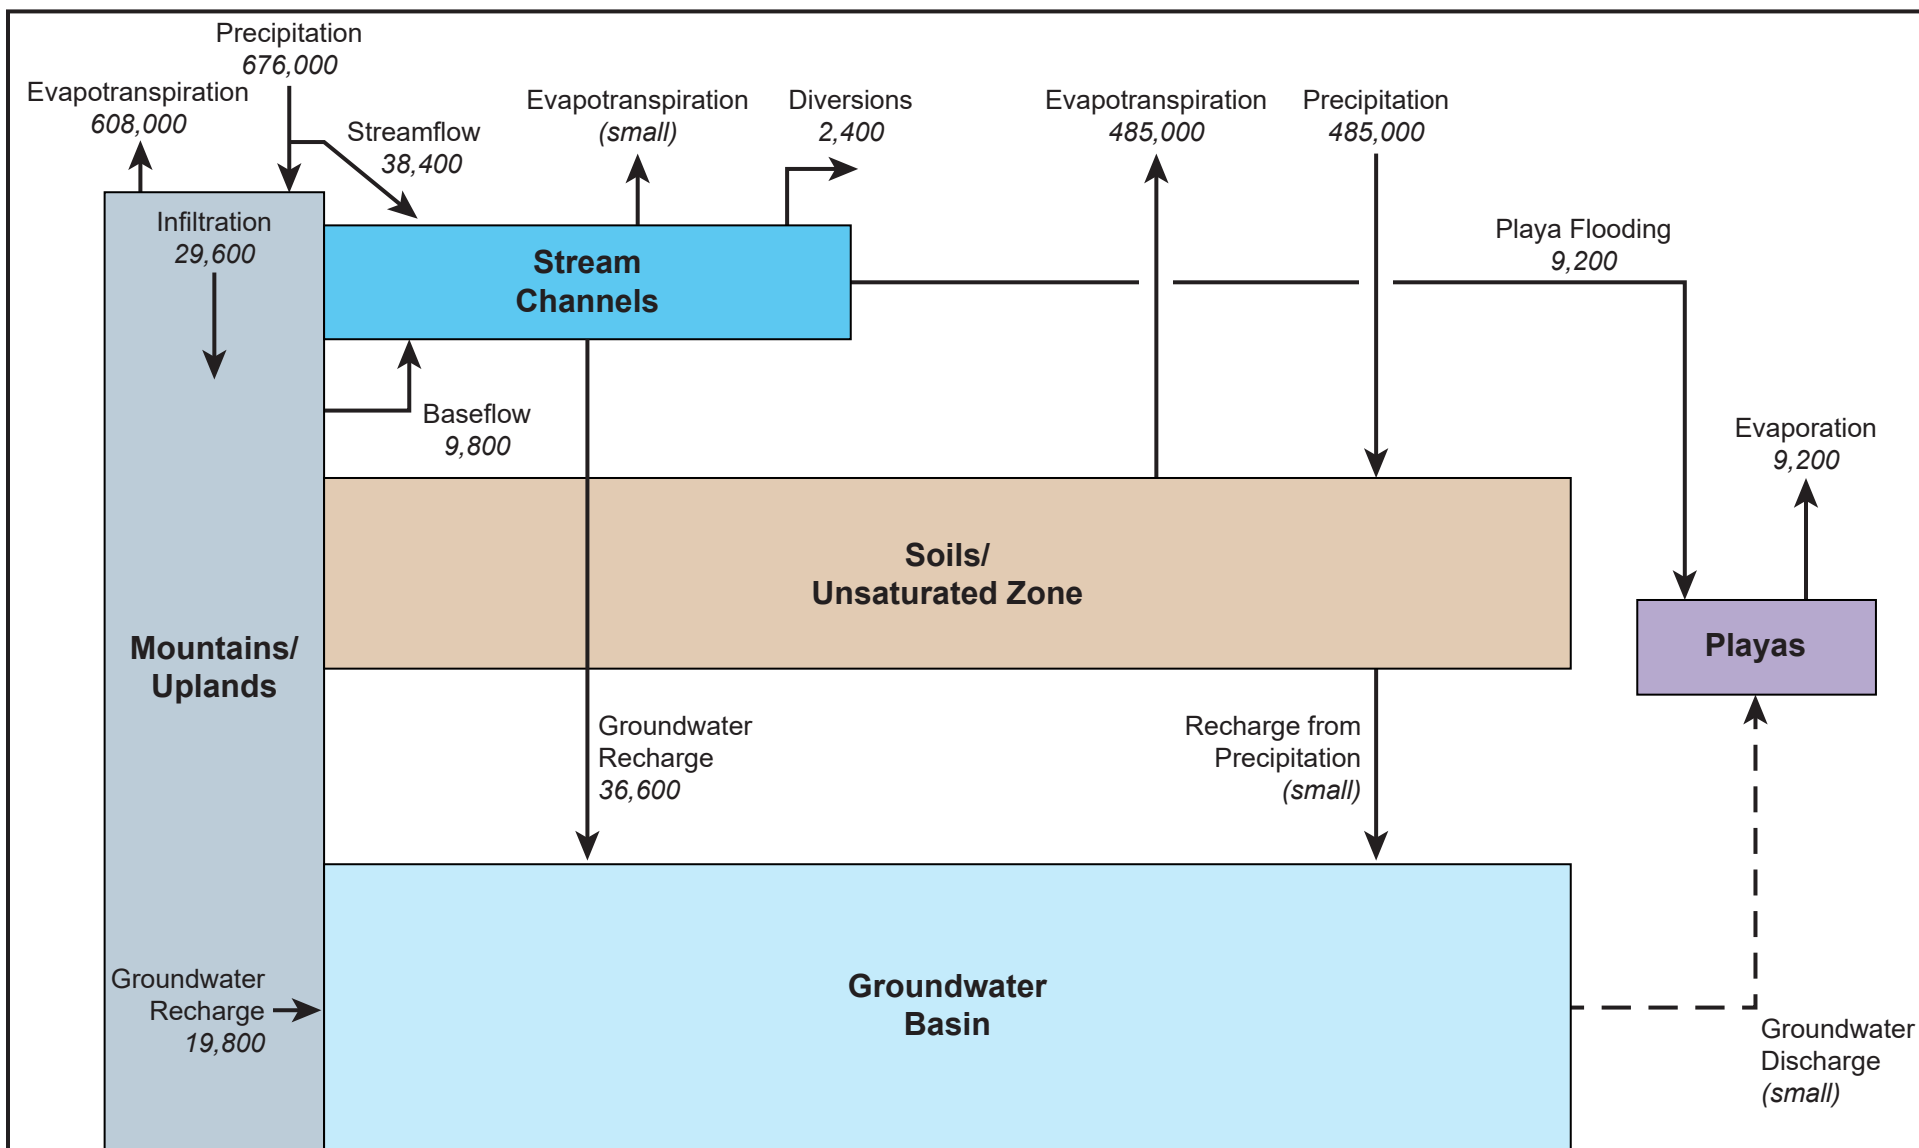 Precipitation
676,000
Evapotranspiration
608,000
Streamflow
38,400
Evapotranspiration
(small)
Diversions
2,400
Evapotranspiration
485,000
Precipitation
485,000
Infiltration
29,600
Stream
Channels
Playa Flooding
9,200
Baseflow
9,800
Evaporation
9,200
Soils/
Unsaturated Zone
Mountains/
Uplands
Playas
Groundwater
Recharge
36,600
Recharge from
Precipitation
(small)
Groundwater
Recharge
19,800
Groundwater
Basin
Groundwater
Discharge
(small)